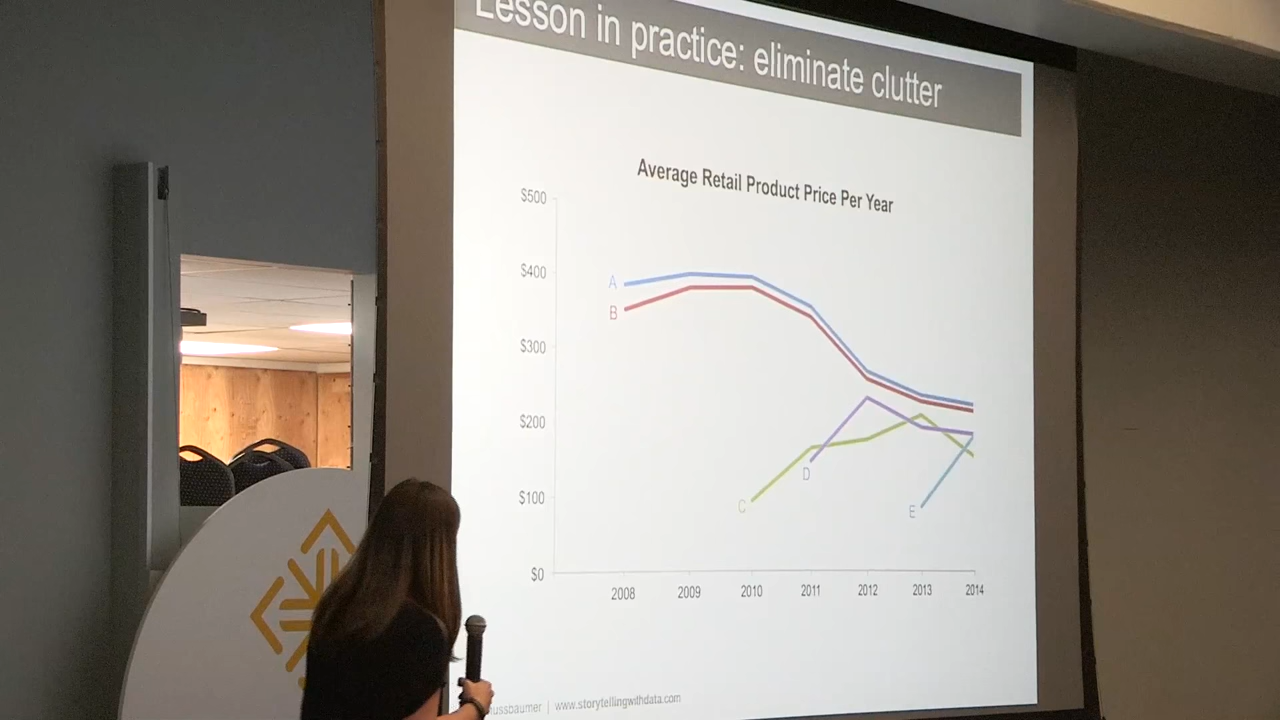 Lesson in practice: eliminate clutter
Average Retail Product Price Per Year
$500
$400
$300
$200
$100
$0
A
B
C
D
E
2008 2009 2010 2011 2012 2013 2014
| www.storytellingwithdata.com